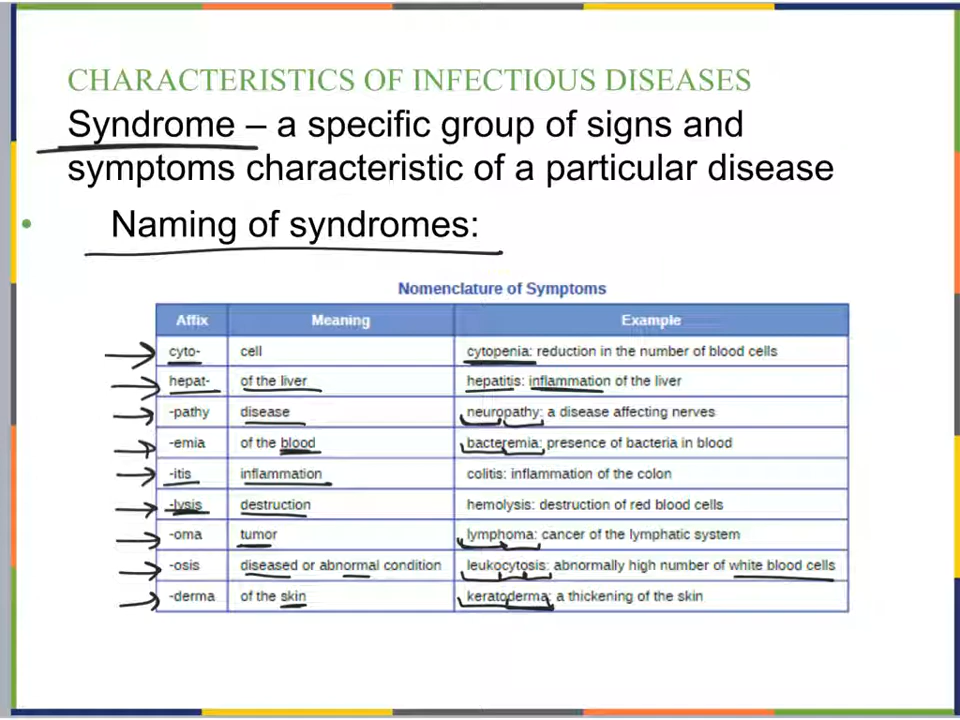 CHARACTERISTICS OF INFECTIOUS DISEASES
Syndrome – a specific group of signs and
symptoms characteristic of a particular disease
• Naming of syndromes:
Nomenclature of Symptoms
Affix Meaning Example
cyto- cell cytopenia: reduction in the number of blood cells
hepat- of the liver hepatitis: inflammation of the liver
-pathy disease neuropathy: a disease affecting nerves
-emia of the blood bacteremia: presence of bacteria in blood
-itis inflammation colitis: inflammation of the colon
-lysis destruction hemolysis: destruction of red blood cells
-oma tumor lymphoma: cancer of the lymphatic system
-osis diseased or abnormal condition leukocytosis: abnormally high number of white blood cells
-derma of the skin keratoderma: a thickening of the skin